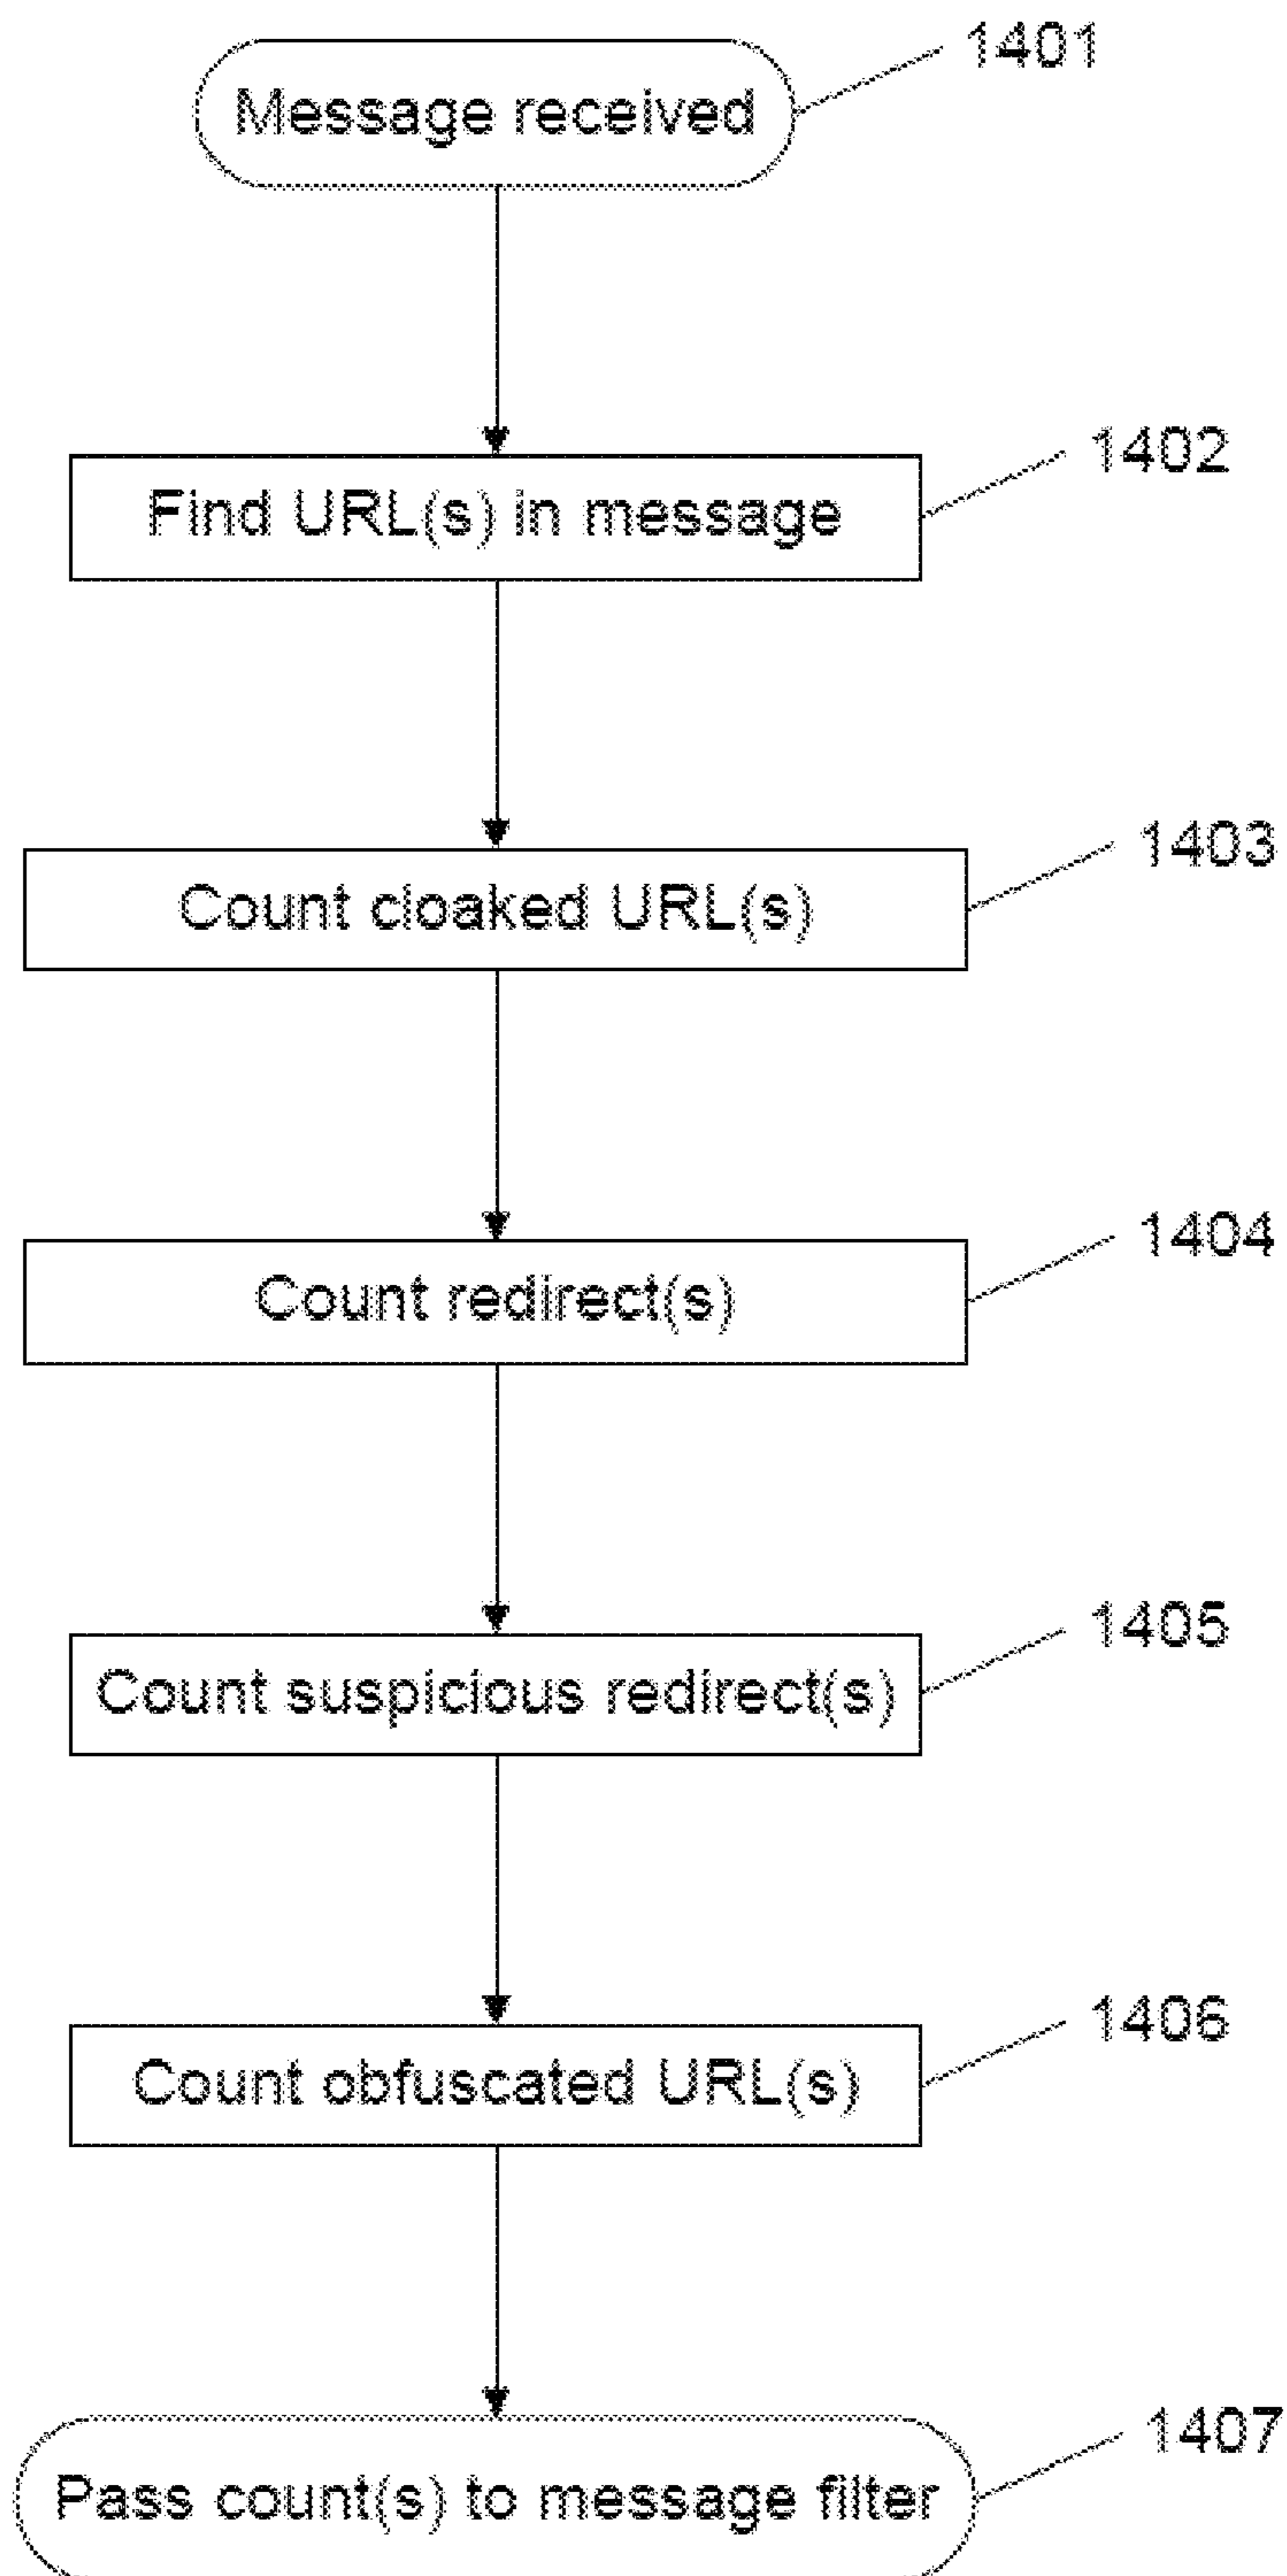 1401
Message received
1402
Find URL(s) in message
1403
Count cloaked URL(s)
1404
Count redirect(s)
1405
Count suspicious redirect(s)
1406
Count obfuscated URL(s)
1407
Pass count(s) to message filter